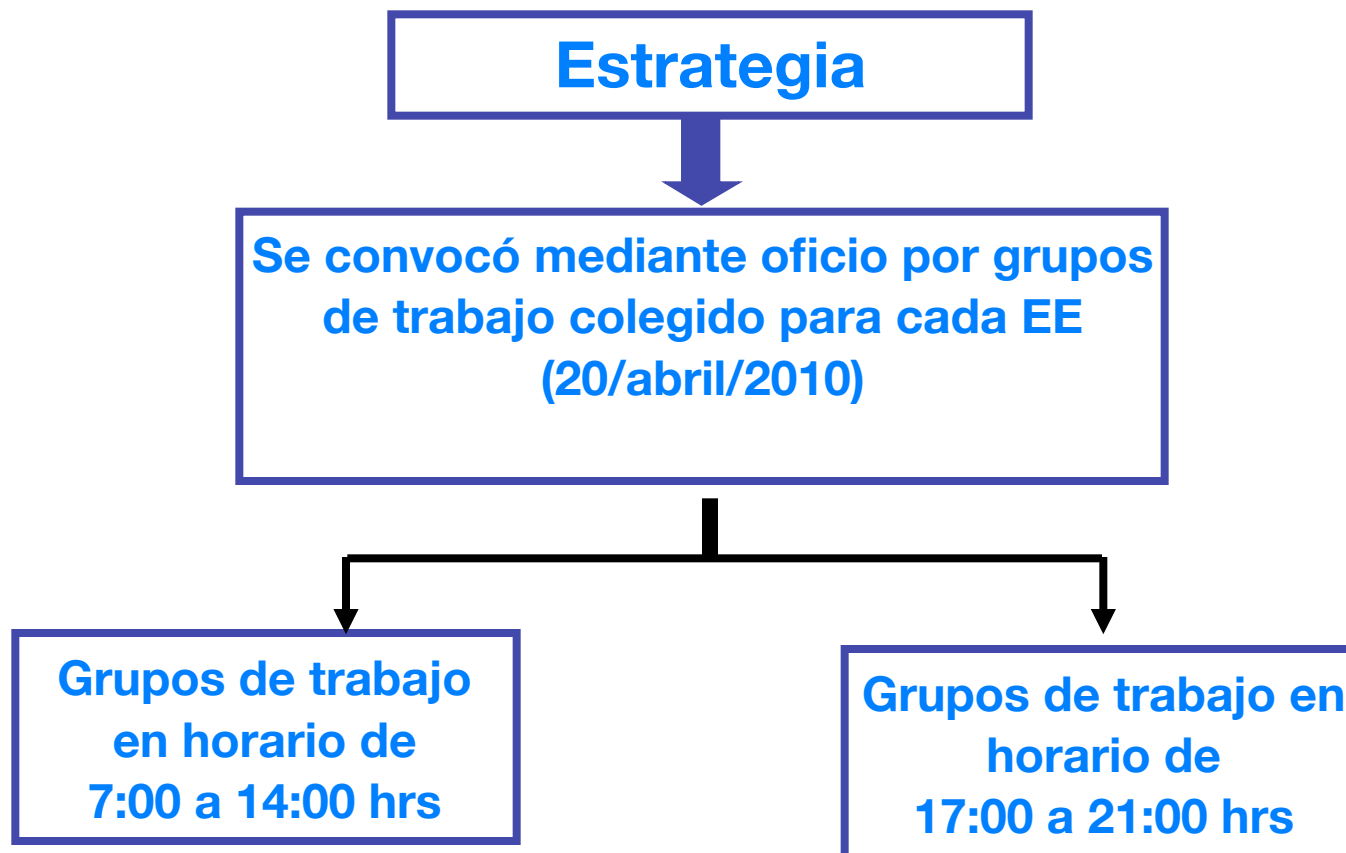 Estrategia
Se convocó mediante oficio por grupos
de trabajo colegido para cada EE
(20/abril/2010)
Grupos de trabajo
en horario de
7:00 a 14:00 hrs
Grupos de trabajo en
horario de
17:00 a 21:00 hrs